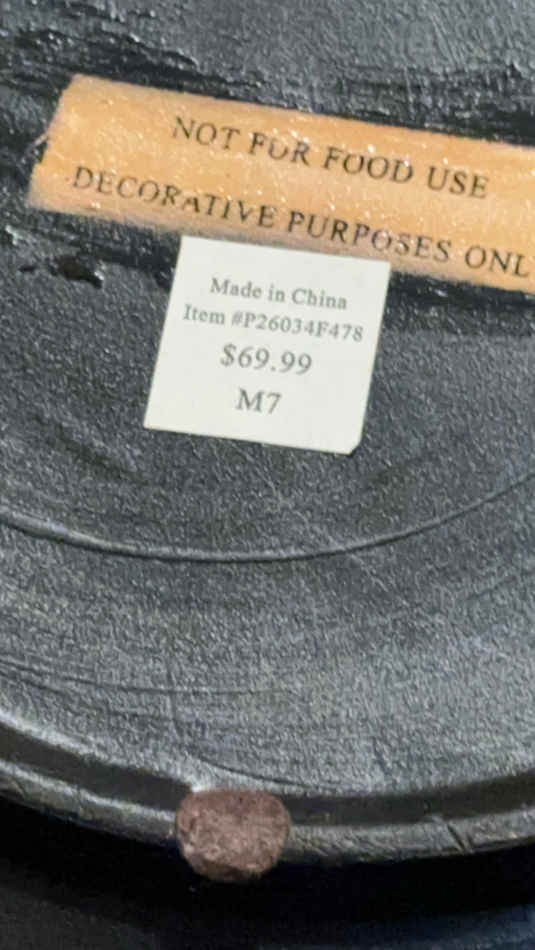 NOT FOR FOOD USE
DECORATIVE PURPOSES ONL
Made in China
Item #P26034F478
$69.99
M7